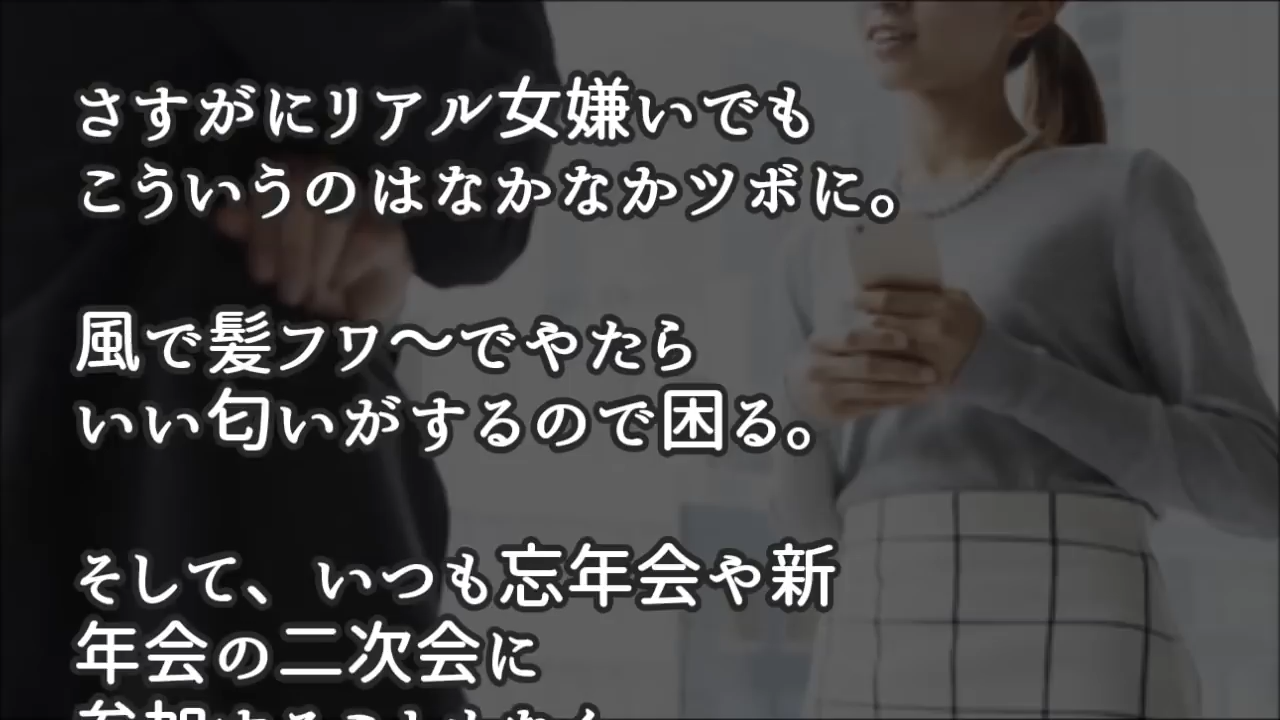 さすがにリアル女嫌いでも
こういうのはなかなかツボに。
風で髪フワ〜でやたら
いい匂いがするので困る。
そして、いつも忘年会や新
年会の二次会に